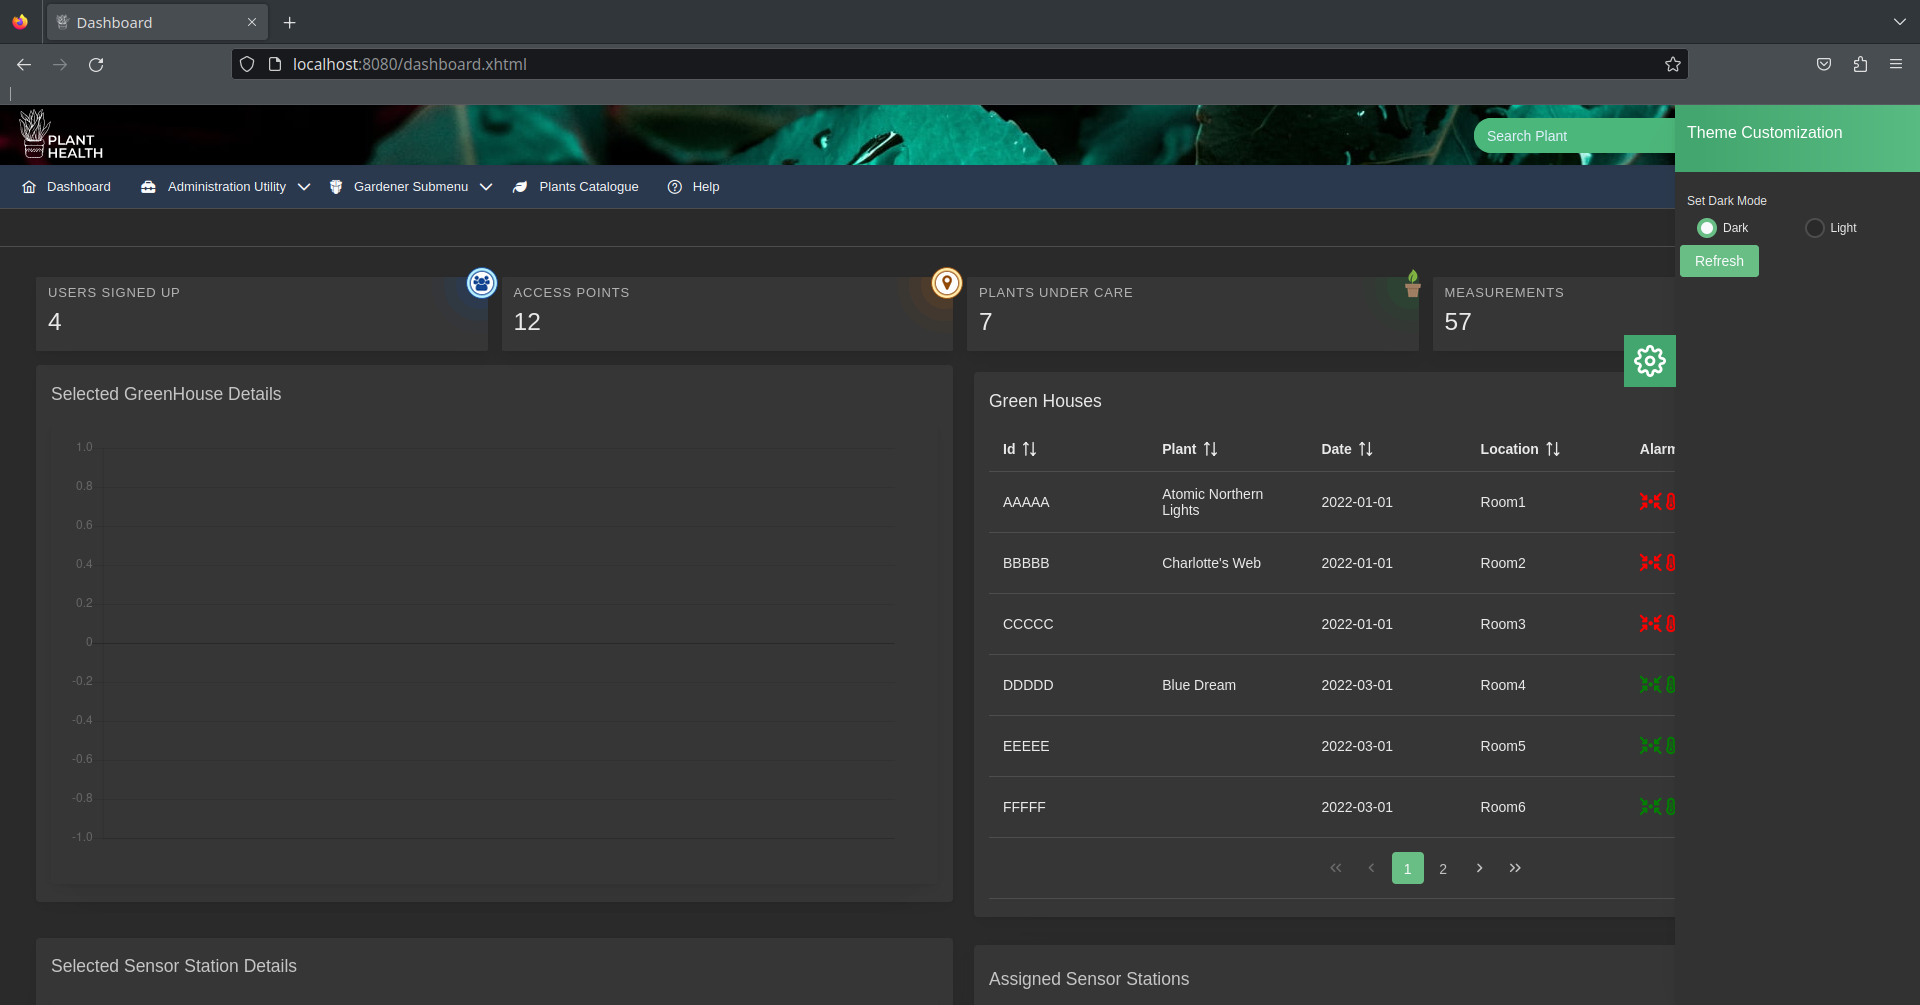 Dashboard
localhost:8080/dashboard.xhtml
PLANT
HEALTH
Search Plant
Theme Customization
Dashboard
Administration Utility
Gardener Submenu
Plants Catalogue
Help
Set Dark Mode
Dark
Light
Refresh
USERS SIGNED UP
4
ACCESS POINTS
12
PLANTS UNDER CARE
7
MEASUREMENTS
57
Selected GreenHouse Details
1.0
0.8
0.6
0.4
0.2
0
-0.2
-0.4
-0.6
-0.8
-1.0
Green Houses
Id Plant Date Location Alarm
AAAAA Atomic Northern Lights 2022-01-01 Room1
BBBBB Charlotte's Web 2022-01-01 Room2
CCCCC 2022-01-01 Room3
DDDDD Blue Dream 2022-03-01 Room4
EEEEE 2022-03-01 Room5
FFFFF 2022-03-01 Room6
1 2
Selected Sensor Station Details
Assigned Sensor Stations